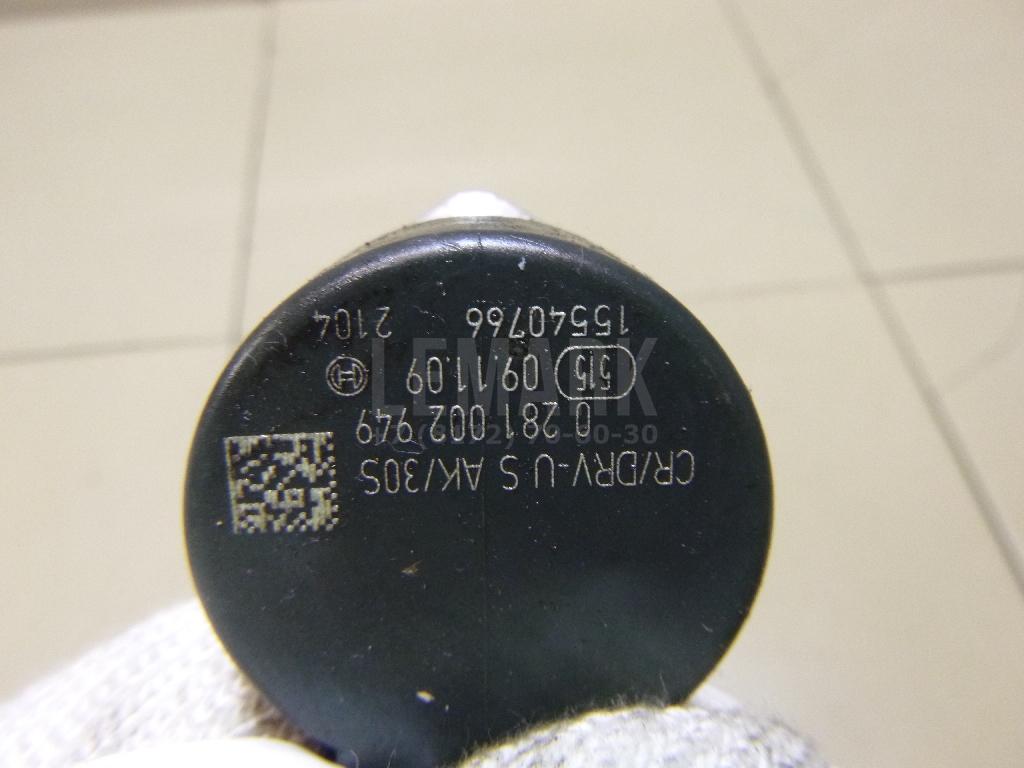 CR/DRV-U S AK/30S
0 281 002 949
515 09.11.09
15540766 2104
LEMARK